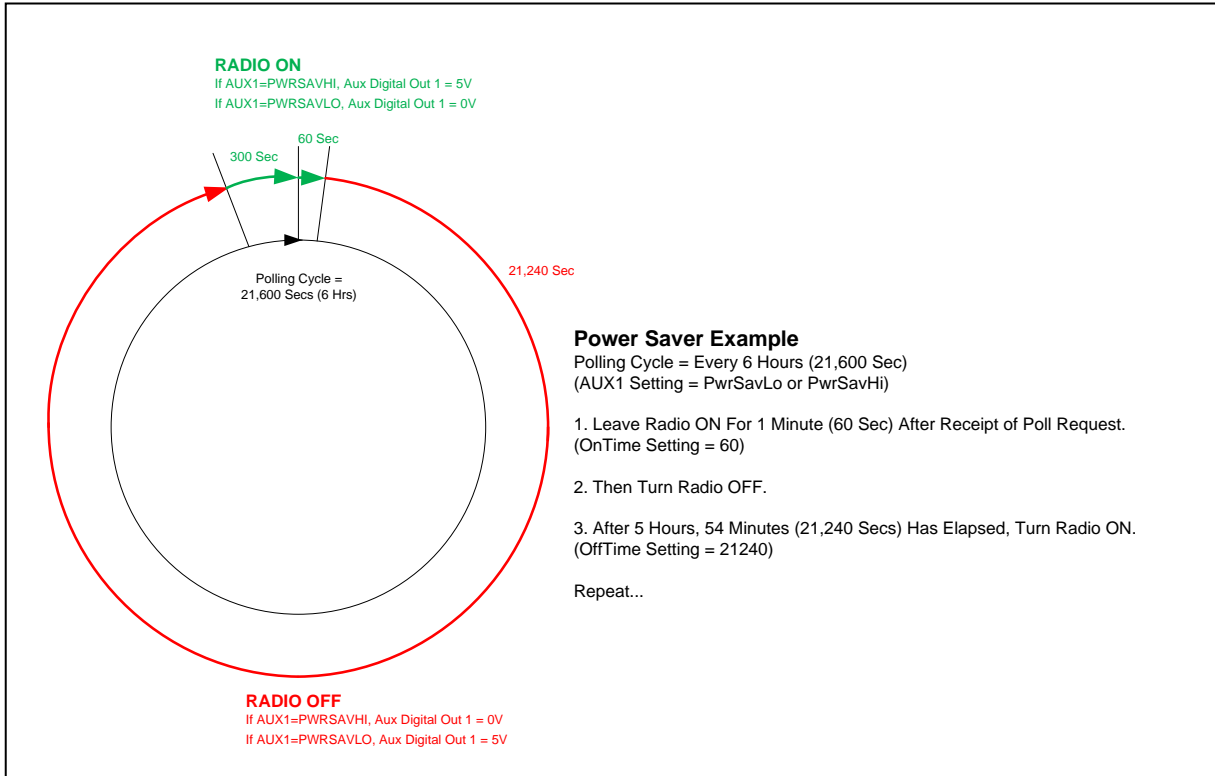 RADIO ON
If AUX1=PWRSAVHI, Aux Digital Out 1 = 5V
If AUX1=PWRSAVLO, Aux Digital Out 1 = 0V
60 Sec
300 Sec
21,240 Sec
Polling Cycle =
21,600 Secs (6 Hrs)
Power Saver Example
Polling Cycle = Every 6 Hours (21,600 Sec)
(AUX1 Setting = PwrSavLo or PwrSavHi)
1. Leave Radio ON For 1 Minute (60 Sec) After Receipt of Poll Request.
(OnTime Setting = 60)
2. Then Turn Radio OFF.
3. After 5 Hours, 54 Minutes (21,240 Secs) Has Elapsed, Turn Radio ON.
(OffTime Setting = 21240)
Repeat...
RADIO OFF
If AUX1=PWRSAVHI, Aux Digital Out 1 = 0V
If AUX1=PWRSAVLO, Aux Digital Out 1 = 5V